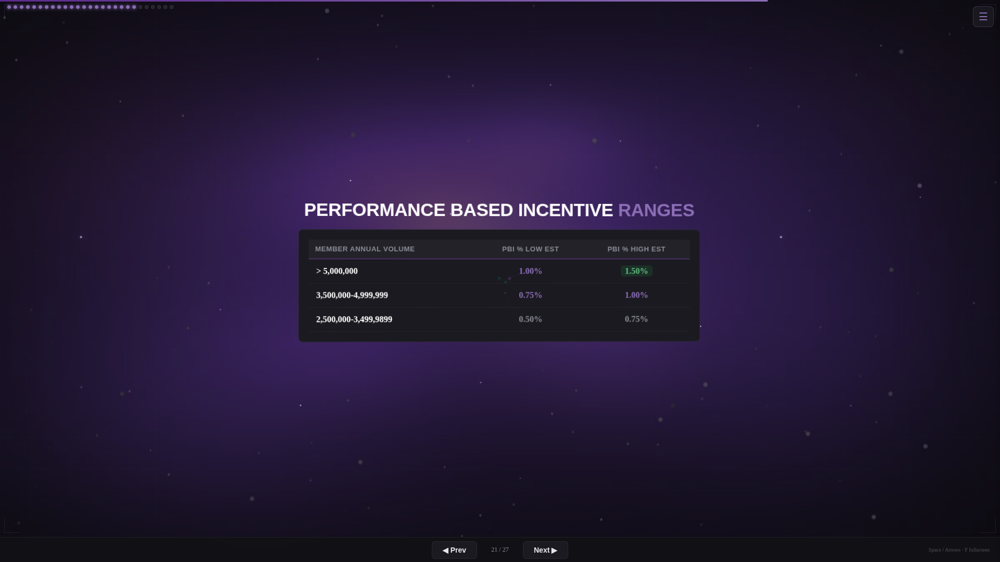 ☰
PERFORMANCE BASED INCENTIVE RANGES
MEMBER ANNUAL VOLUME PBI % LOW EST PBI % HIGH EST
> 5,000,000 1.00% 1.50%
3,500,000-4,999,999 0.75% 1.00%
2,500,000-3,499,9899 0.50% 0.75%
◀ Prev 21 / 27 Next ▶ Space / Arrows · F fullscreen